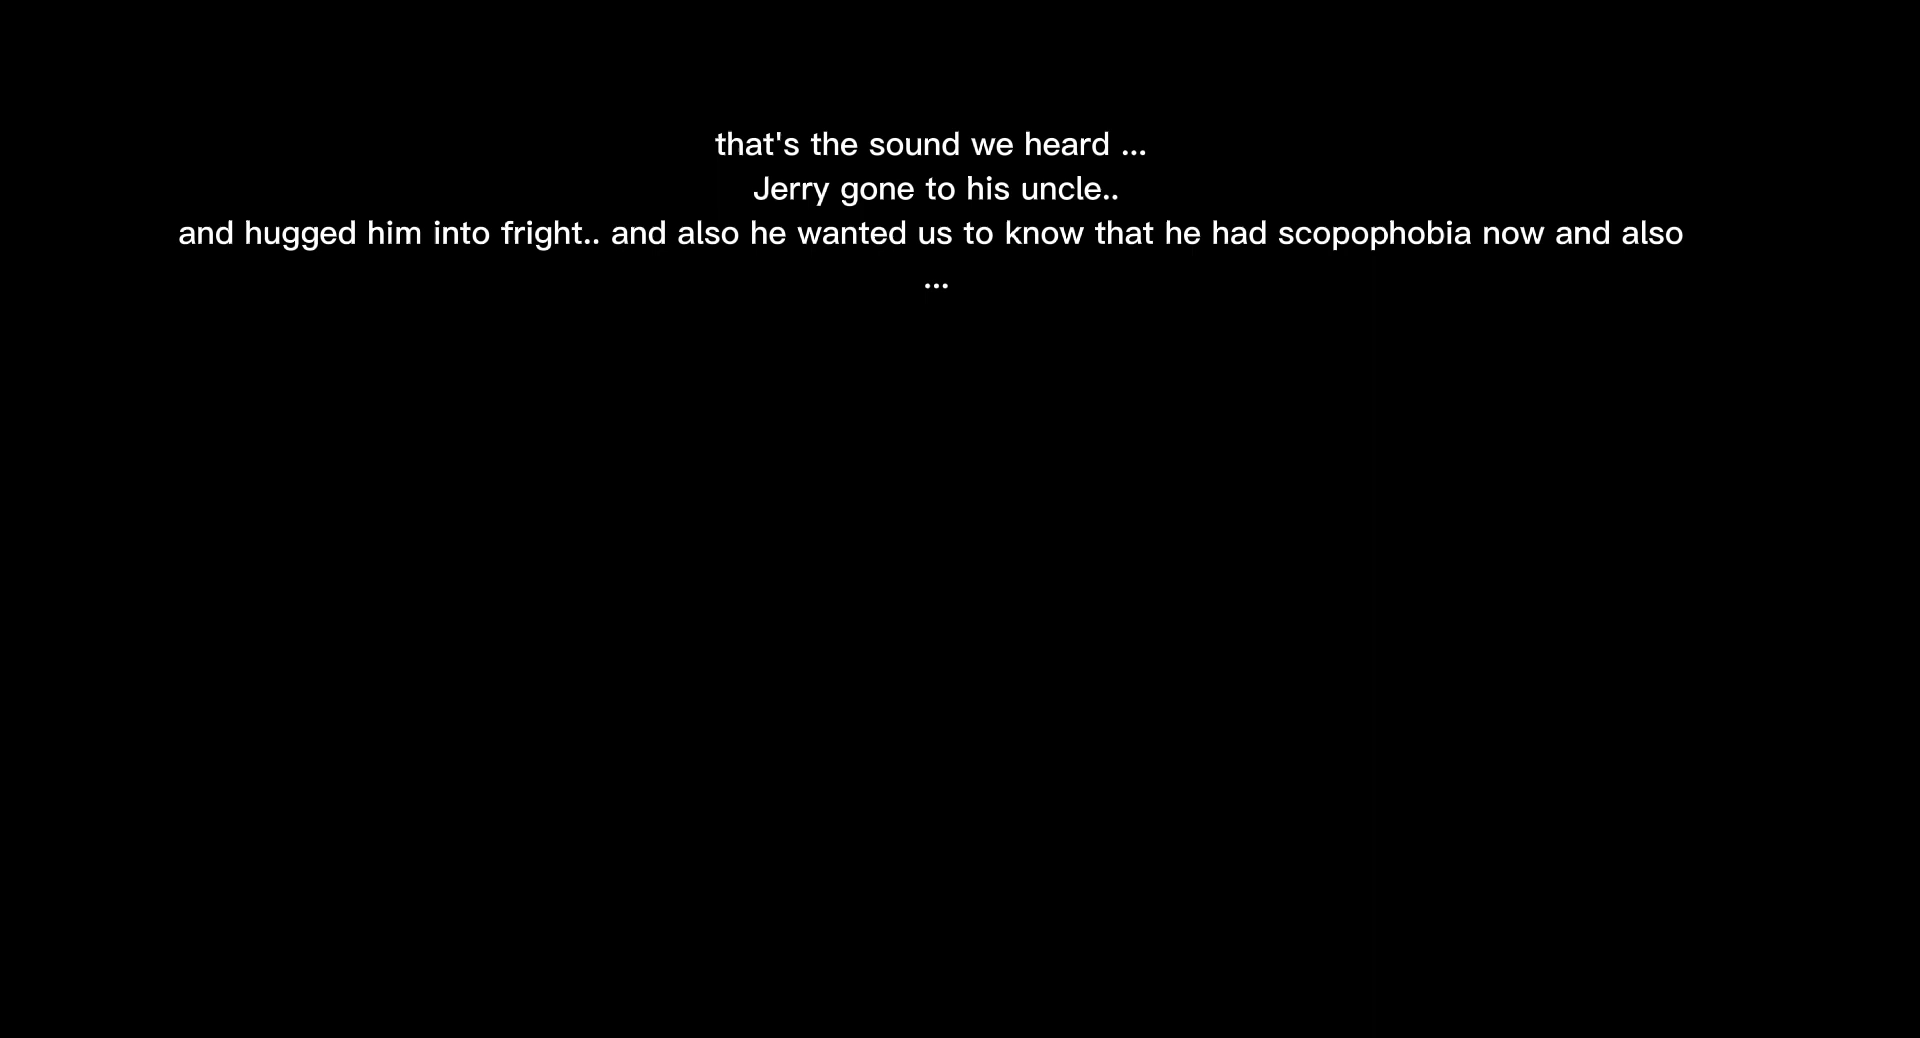 that's the sound we heard ...
Jerry gone to his uncle..
and hugged him into fright.. and also he wanted us to know that he had scopophobia now and also
...